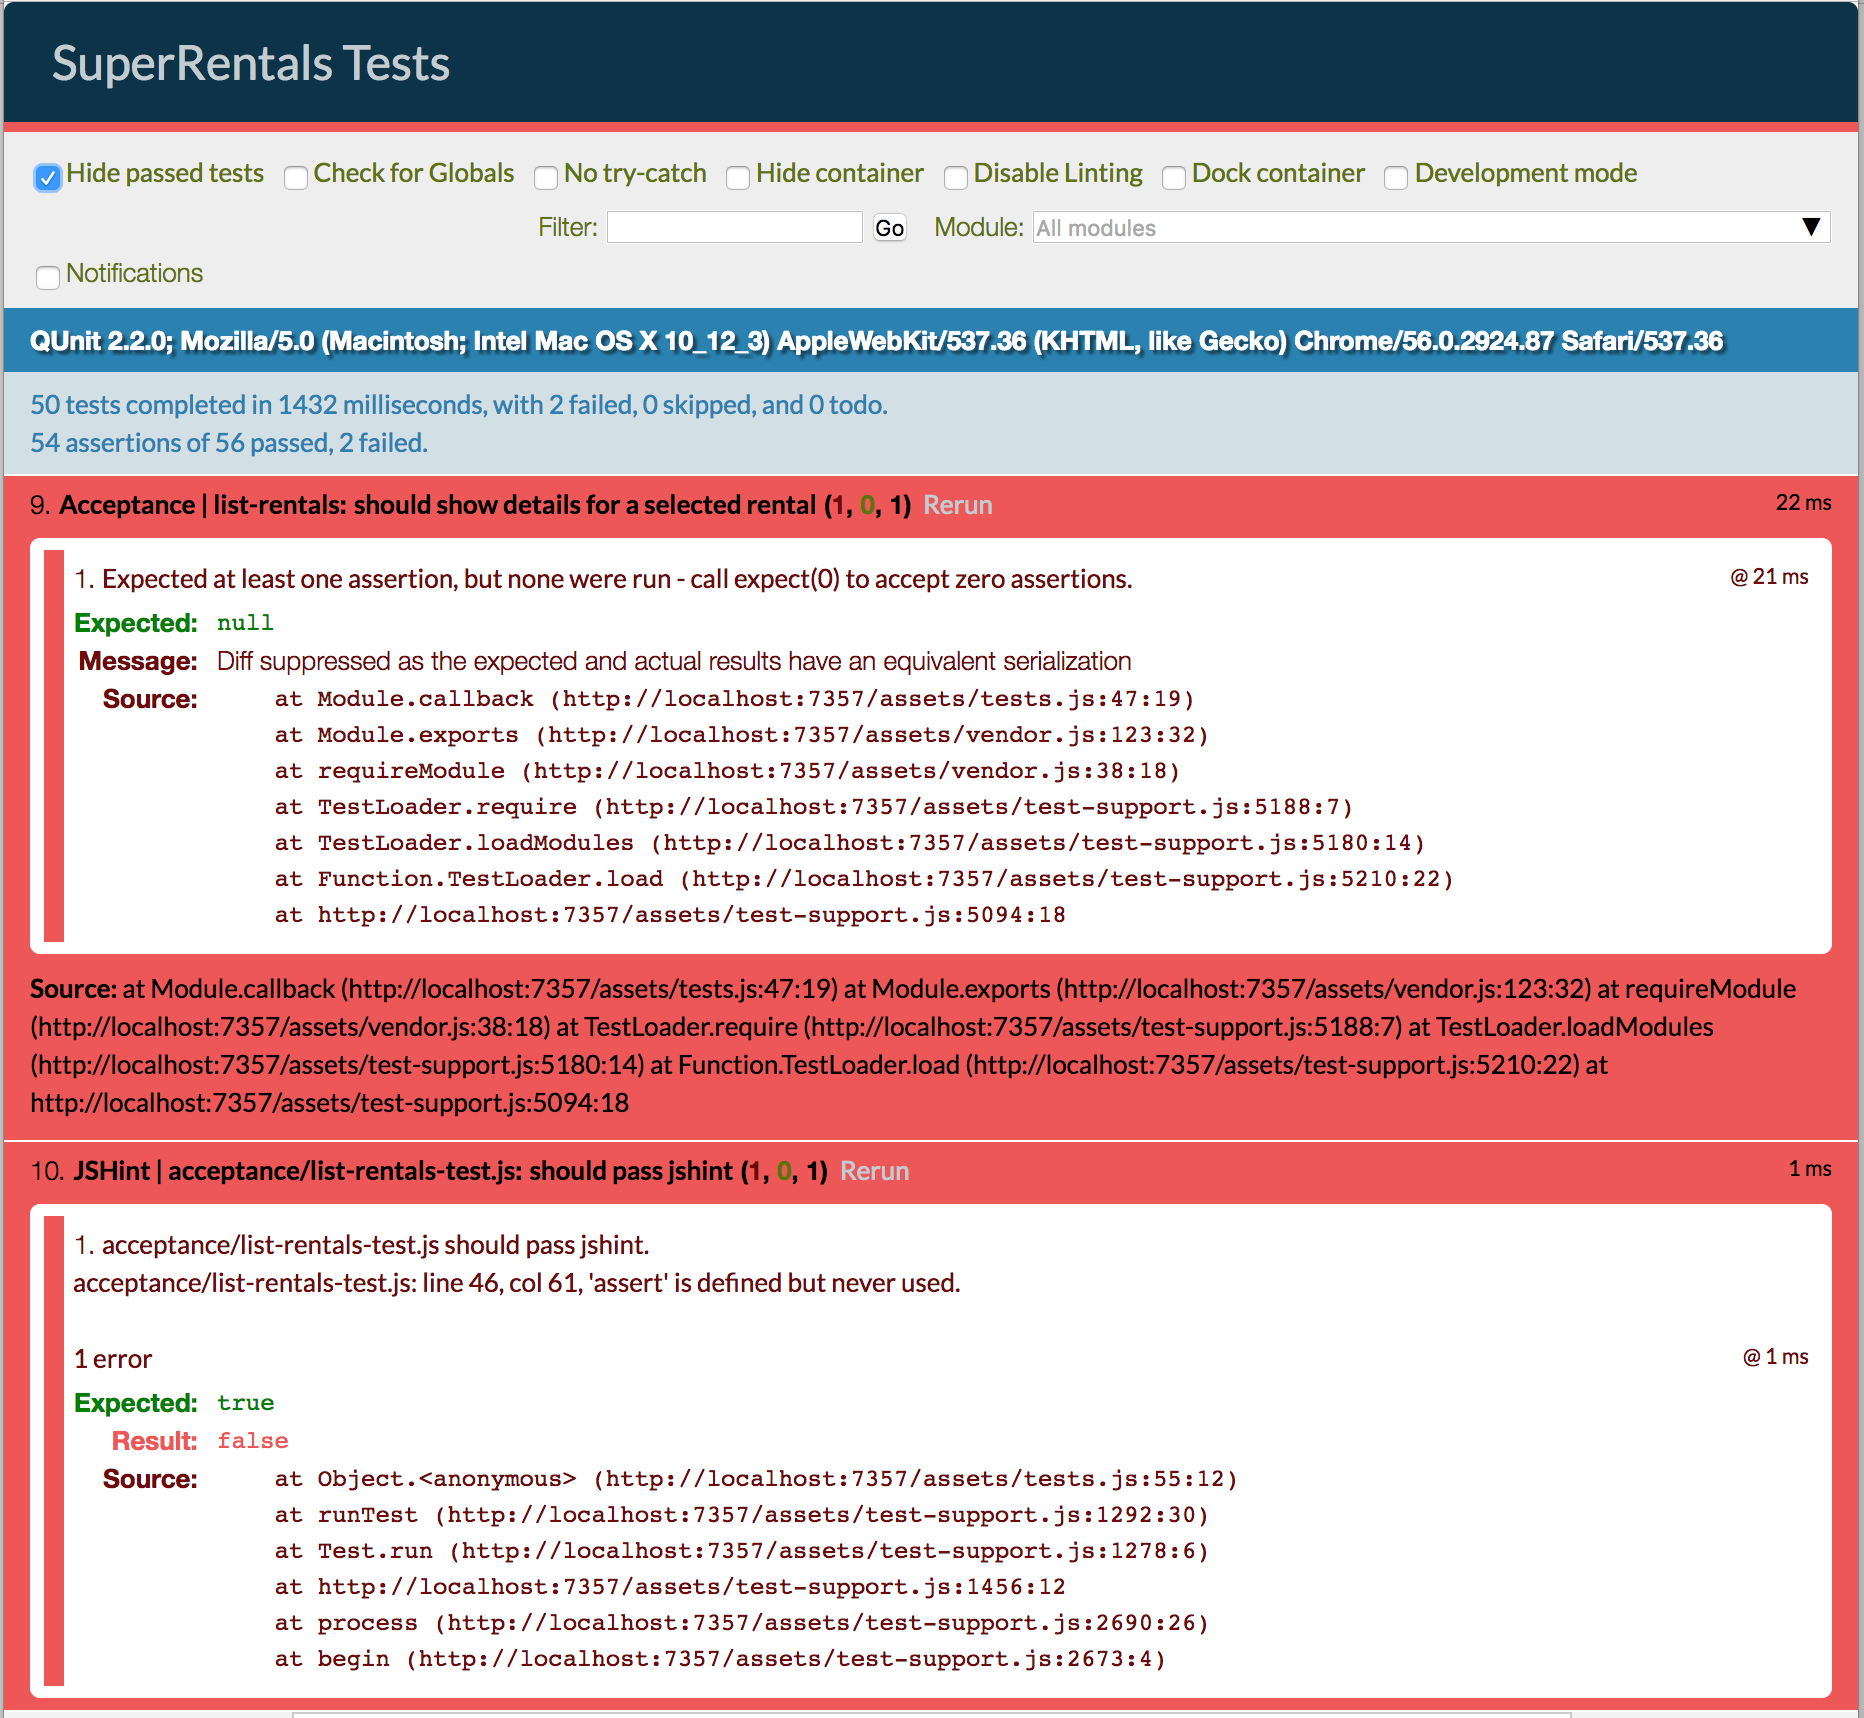 SuperRentals Tests
Hide passed tests Check for Globals No try-catch Hide container Disable Linting Dock container Development mode
Filter: Go Module: All modules ▼
Notifications
QUnit 2.2.0; Mozilla/5.0 (Macintosh; Intel Mac OS X 10_12_3) AppleWebKit/537.36 (KHTML, like Gecko) Chrome/56.0.2924.87 Safari/537.36
50 tests completed in 1432 milliseconds, with 2 failed, 0 skipped, and 0 todo.
54 assertions of 56 passed, 2 failed.
9. Acceptance | list-rentals: should show details for a selected rental (1, 0, 1) Rerun 22 ms
1. Expected at least one assertion, but none were run - call expect(0) to accept zero assertions. @ 21 ms
Expected: null
Message: Diff suppressed as the expected and actual results have an equivalent serialization
Source: at Module.callback (http://localhost:7357/assets/tests.js:47:19)
at Module.exports (http://localhost:7357/assets/vendor.js:123:32)
at requireModule (http://localhost:7357/assets/vendor.js:38:18)
at TestLoader.require (http://localhost:7357/assets/test-support.js:5188:7)
at TestLoader.loadModules (http://localhost:7357/assets/test-support.js:5180:14)
at Function.TestLoader.load (http://localhost:7357/assets/test-support.js:5210:22)
at http://localhost:7357/assets/test-support.js:5094:18
Source: at Module.callback (http://localhost:7357/assets/tests.js:47:19) at Module.exports (http://localhost:7357/assets/vendor.js:123:32) at requireModule
(http://localhost:7357/assets/vendor.js:38:18) at TestLoader.require (http://localhost:7357/assets/test-support.js:5188:7) at TestLoader.loadModules
(http://localhost:7357/assets/test-support.js:5180:14) at Function.TestLoader.load (http://localhost:7357/assets/test-support.js:5210:22) at
http://localhost:7357/assets/test-support.js:5094:18
10. JSHint | acceptance/list-rentals-test.js: should pass jshint (1, 0, 1) Rerun 1 ms
1. acceptance/list-rentals-test.js should pass jshint.
acceptance/list-rentals-test.js: line 46, col 61, 'assert' is defined but never used.
1 error @ 1 ms
Expected: true
Result: false
Source: at Object.<anonymous> (http://localhost:7357/assets/tests.js:55:12)
at runTest (http://localhost:7357/assets/test-support.js:1292:30)
at Test.run (http://localhost:7357/assets/test-support.js:1278:6)
at http://localhost:7357/assets/test-support.js:1456:12
at process (http://localhost:7357/assets/test-support.js:2690:26)
at begin (http://localhost:7357/assets/test-support.js:2673:4)